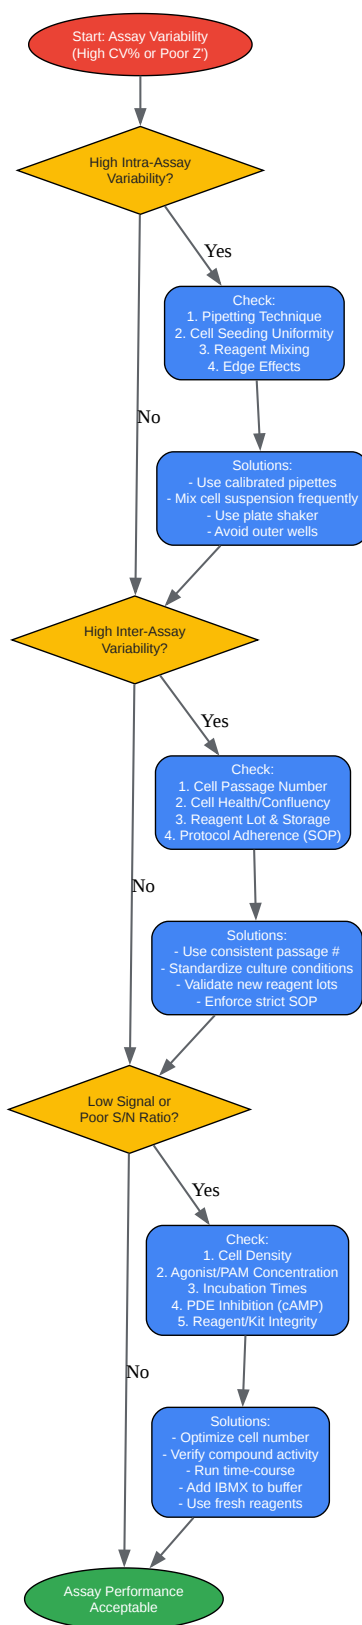 Start: Assay Variability
(High CV% or Poor Z')
High Intra-Assay
Variability?
Yes
Check:
1. Pipetting Technique
2. Cell Seeding Uniformity
3. Reagent Mixing
4. Edge Effects
No
Solutions:
- Use calibrated pipettes
- Mix cell suspension frequently
- Use plate shaker
- Avoid outer wells
High Inter-Assay
Variability?
Yes
Check:
1. Cell Passage Number
2. Cell Health/Confluency
3. Reagent Lot & Storage
4. Protocol Adherence (SOP)
No
Solutions:
- Use consistent passage #
- Standardize culture conditions
- Validate new reagent lots
- Enforce strict SOP
Low Signal or
Poor S/N Ratio?
Yes
Check:
1. Cell Density
2. Agonist/PAM Concentration
3. Incubation Times
4. PDE Inhibition (cAMP)
5. Reagent/Kit Integrity
No
Solutions:
- Optimize cell number
- Verify compound activity
- Run time-course
- Add IBMX to buffer
- Use fresh reagents
Assay Performance
Acceptable